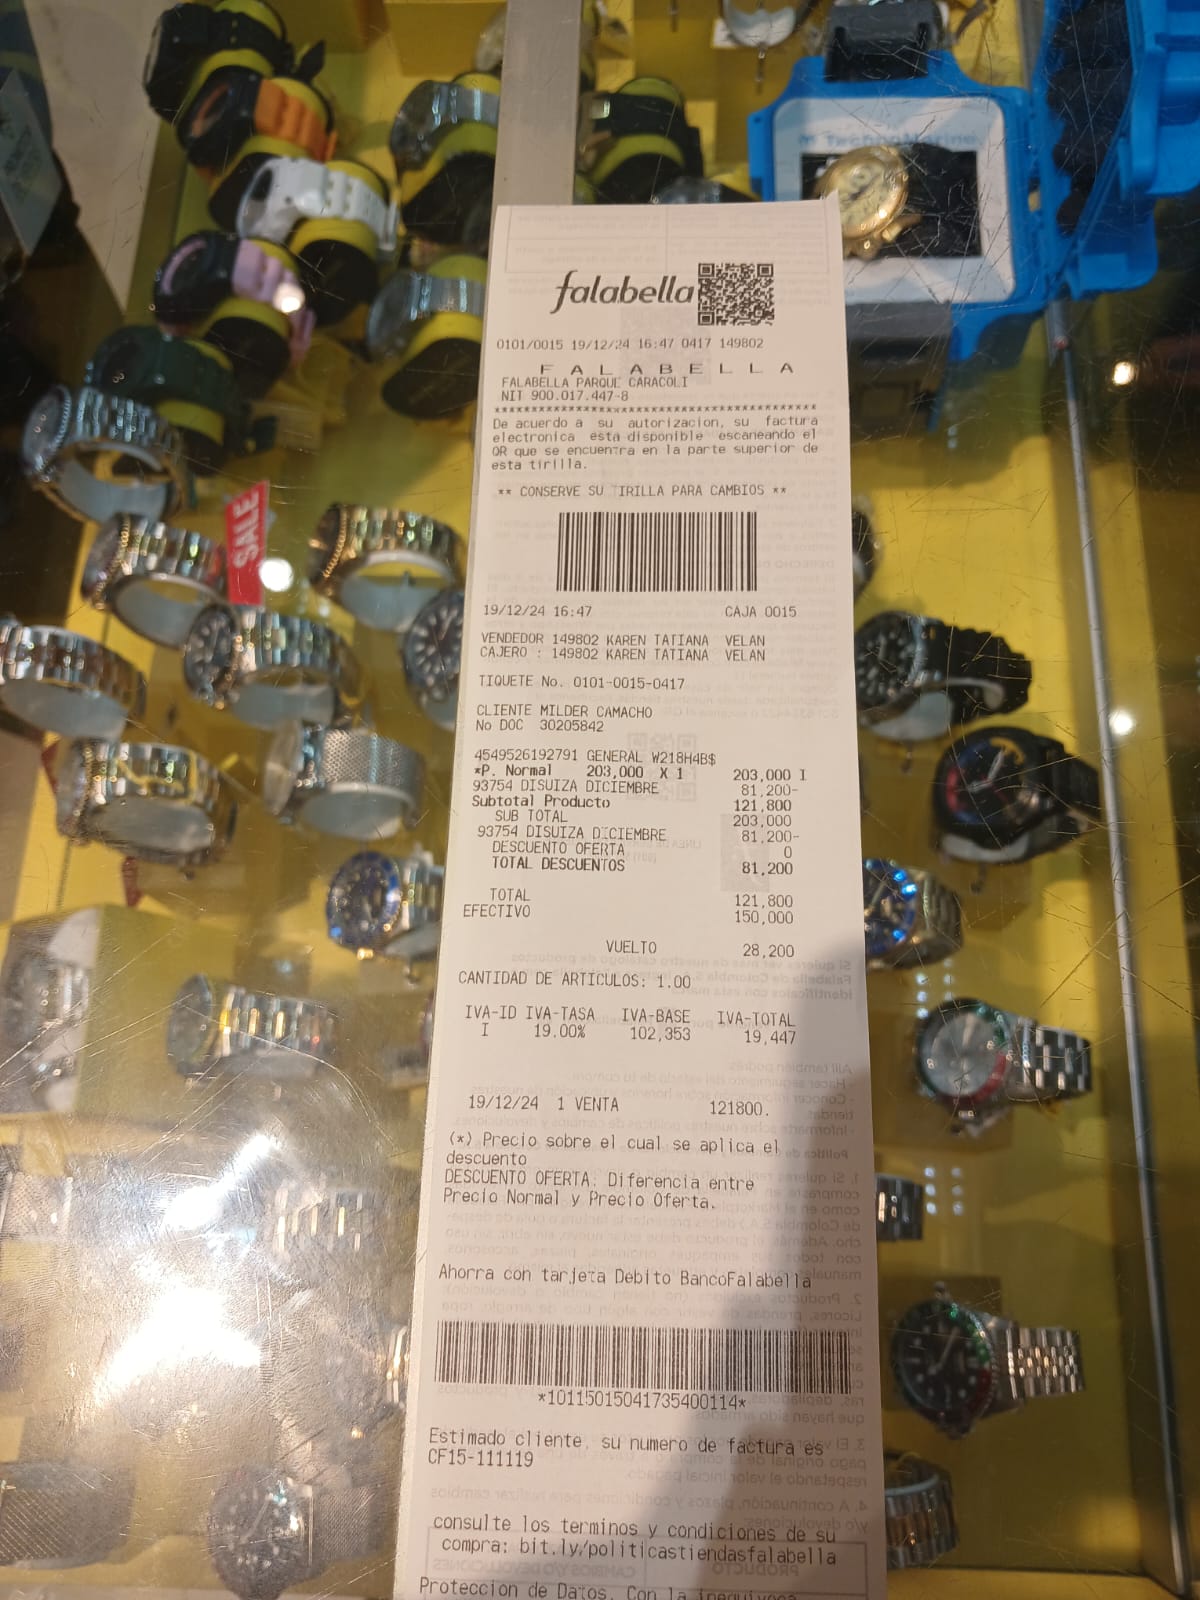 falabella
0101/0015 19/12/24 16:47 0417 149802
F A L A B E L L A
FALABELLA PARQUE CARACOLI
NIT 900.017.447-8
De acuerdo a su autorizacion, su factura
electronica esta disponible escaneando el
QR que se encuentra en la parte superior de
esta tirilla.
** CONSERVE SU TIRILLA PARA CAMBIOS **
SALE
19/12/24 16:47 CAJA 0015
VENDEDOR 149802 KAREN TATIANA VELAN
CAJERO : 149802 KAREN TATIANA VELAN
TIQUETE No. 0101-0015-0417
CLIENTE MILDER CAMACHO
No DOC 30205842
4549526192791 GENERAL W218H4B$
*P. Normal 203,000 X 1 203,000 I
93754 DISUIZA DICIEMBRE 81,200-
Subtotal Producto 121,800
SUB TOTAL 203,000
93754 DISUIZA DICIEMBRE 81,200-
DESCUENTO OFERTA 0
TOTAL DESCUENTOS 81,200
TOTAL 121,800
EFECTIVO 150,000
VUELTO 28,200
CANTIDAD DE ARTICULOS: 1.00
IVA-ID IVA-TASA IVA-BASE IVA-TOTAL
I 19.00% 102,353 19,447
19/12/24 1 VENTA 121800.
(*) Precio sobre el cual se aplica el
descuento
DESCUENTO OFERTA: Diferencia entre
Precio Normal y Precio Oferta.
Ahorra con tarjeta Debito BancoFalabella
*10115015041735400114*
Estimado cliente, su numero de factura es
CF15-111119
consulte los terminos y condiciones de su
compra: bit.ly/politicastiendasfalabella
Proteccion de Datos. Con la inequivoca